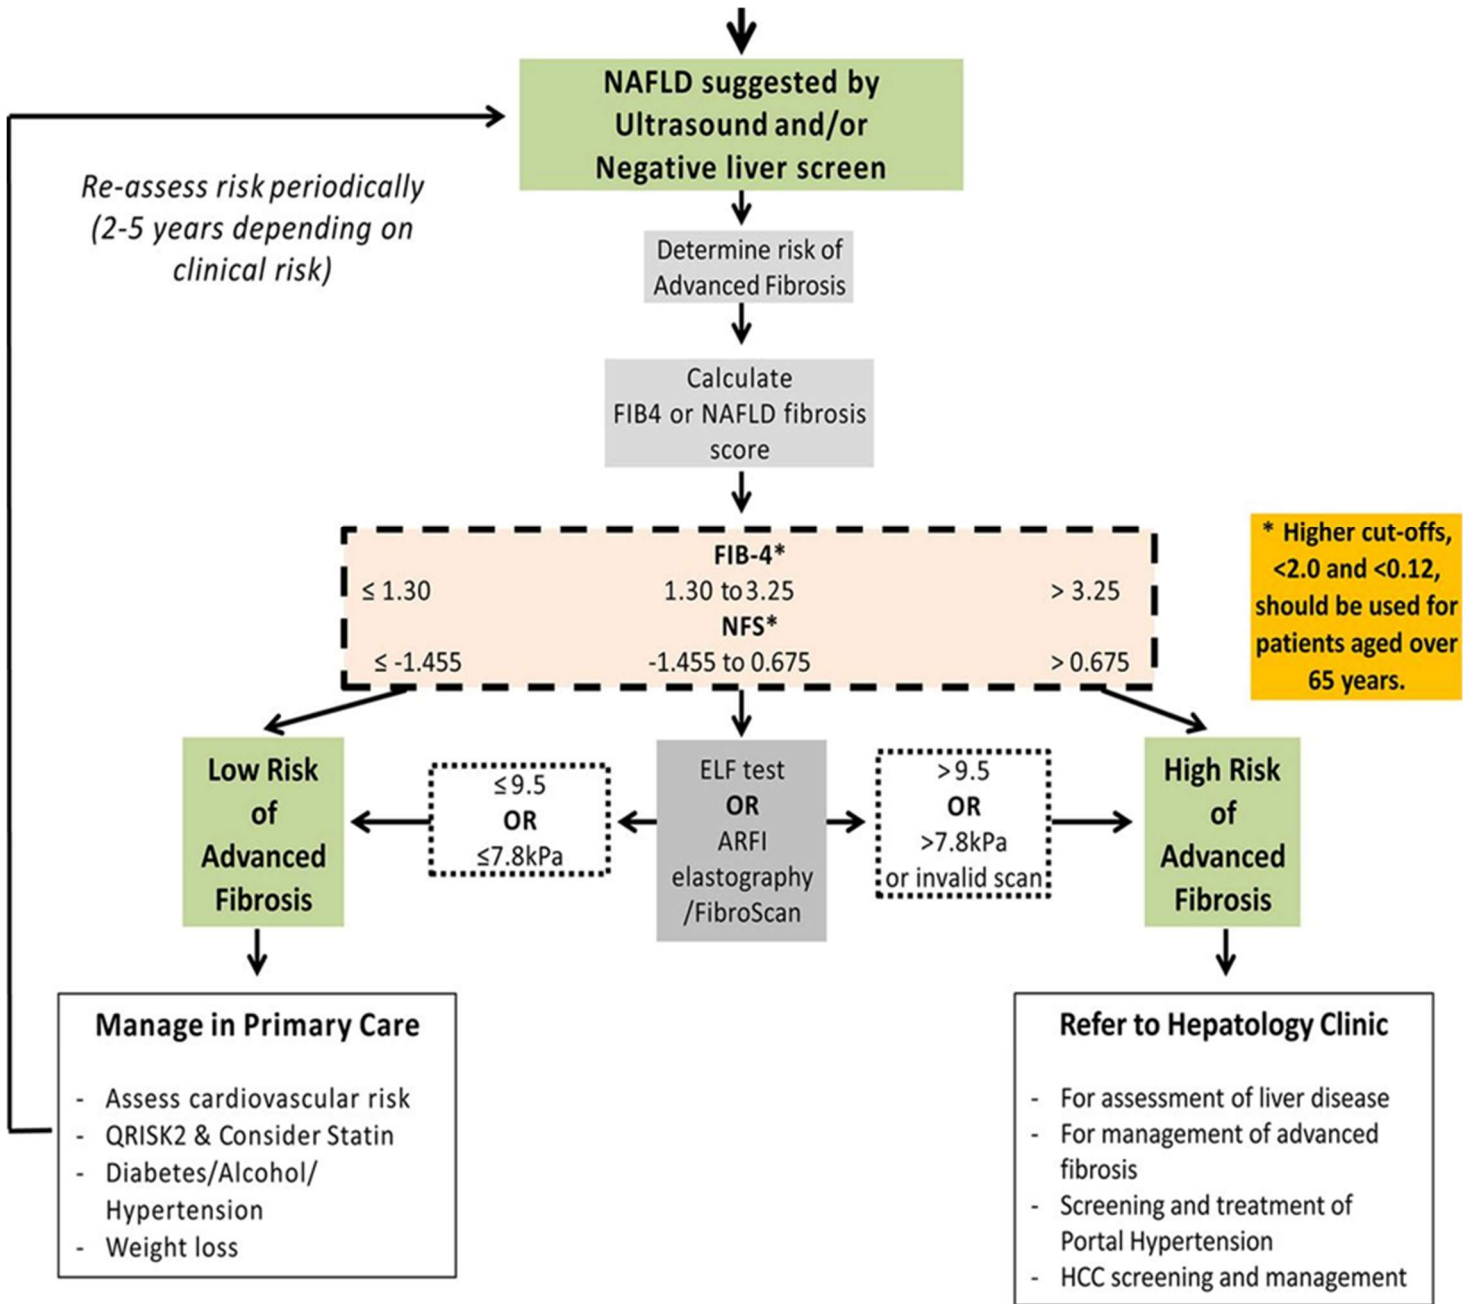 NAFLD suggested by
Ultrasound and/or
Negative liver screen
Re-assess risk periodically
(2-5 years depending on
clinical risk)
Determine risk of
Advanced Fibrosis
Calculate
FIB4 or NAFLD fibrosis
score
FIB-4*
≤ 1.30 1.30 to 3.25 > 3.25
NFS*
≤ -1.455 -1.455 to 0.675 > 0.675
* Higher cut-offs,
<2.0 and <0.12,
should be used for
patients aged over
65 years.
Low Risk
of
Advanced
Fibrosis
≤ 9.5
OR
≤7.8kPa
ELF test
OR
ARFI
elastography
/FibroScan
> 9.5
OR
>7.8kPa
or invalid scan
High Risk
of
Advanced
Fibrosis
Manage in Primary Care
- Assess cardiovascular risk
- QRISK2 & Consider Statin
- Diabetes/Alcohol/
Hypertension
- Weight loss
Refer to Hepatology Clinic
- For assessment of liver disease
- For management of advanced
fibrosis
- Screening and treatment of
Portal Hypertension
- HCC screening and management